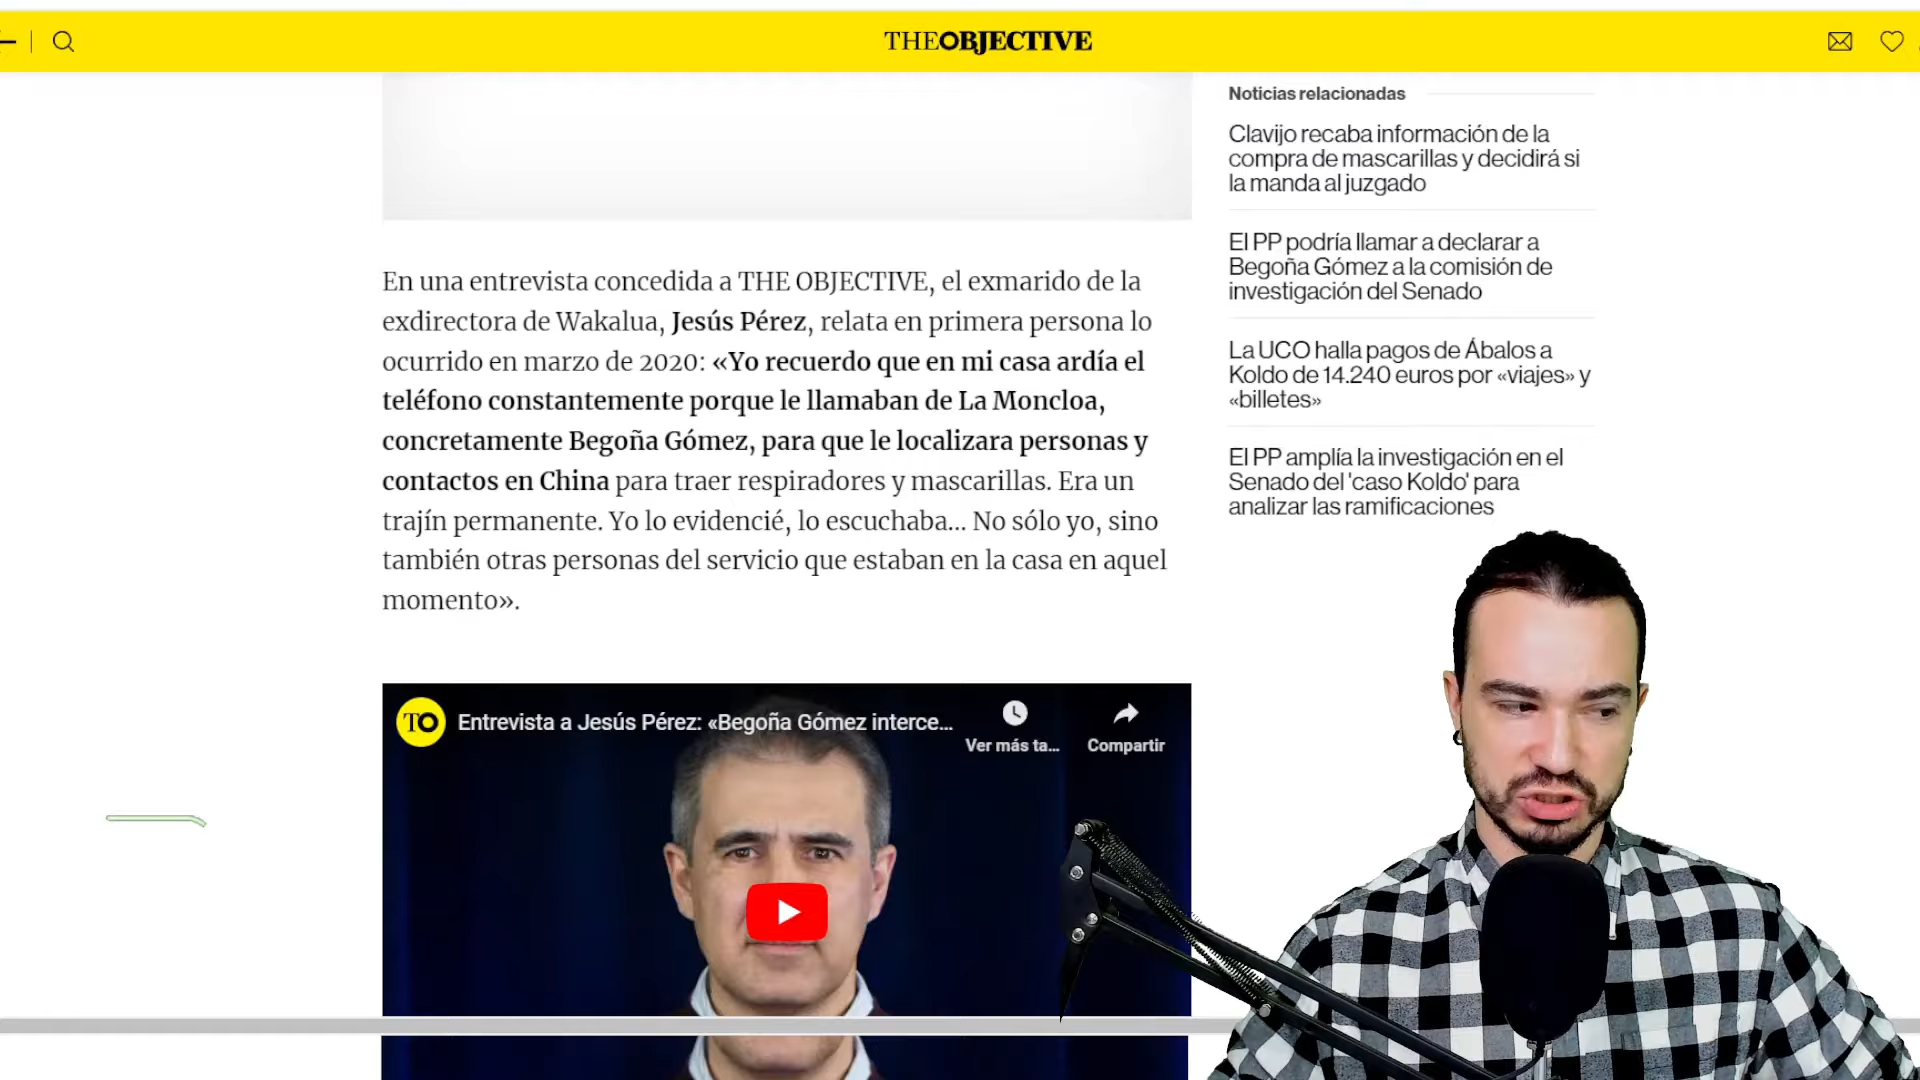 THEOBJECTIVE
En una entrevista concedida a THE OBJECTIVE, el exmarido de la
exdirectora de Wakalua, Jesús Pérez, relata en primera persona lo
ocurrido en marzo de 2020: «Yo recuerdo que en mi casa ardía el
teléfono constantemente porque le llamaban de La Moncloa,
concretamente Begoña Gómez, para que le localizara personas y
contactos en China para traer respiradores y mascarillas. Era un
trajín permanente. Yo lo evidencié, lo escuchaba... No sólo yo, sino
también otras personas del servicio que estaban en la casa en aquel
momento».
TO
Entrevista a Jesús Pérez: «Begoña Gómez interce...
Ver más ta...
Compartir
Noticias relacionadas
Clavijo recaba información de la
compra de mascarillas y decidirá si
la manda al juzgado
El PP podría llamar a declarar a
Begoña Gómez a la comisión de
investigación del Senado
La UCO halla pagos de Ábalos a
Koldo de 14.240 euros por «viajes» y
«billetes»
El PP amplía la investigación en el
Senado del 'caso Koldo' para
analizar las ramificaciones